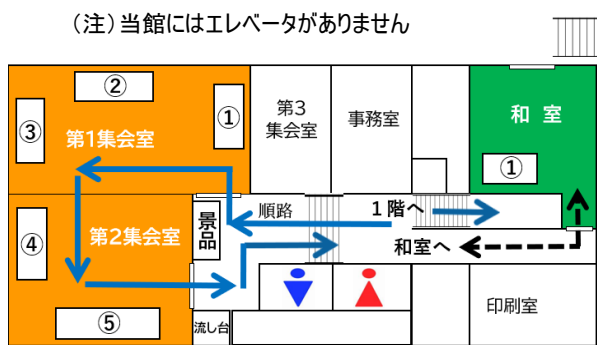 （注）当館にはエレベータがありません
②
①
③
第1集会室
第３
集会室
事務室
和 室
①
景品
順路
１階へ
④
第2集会室
和室へ
⑤
流し台
印刷室